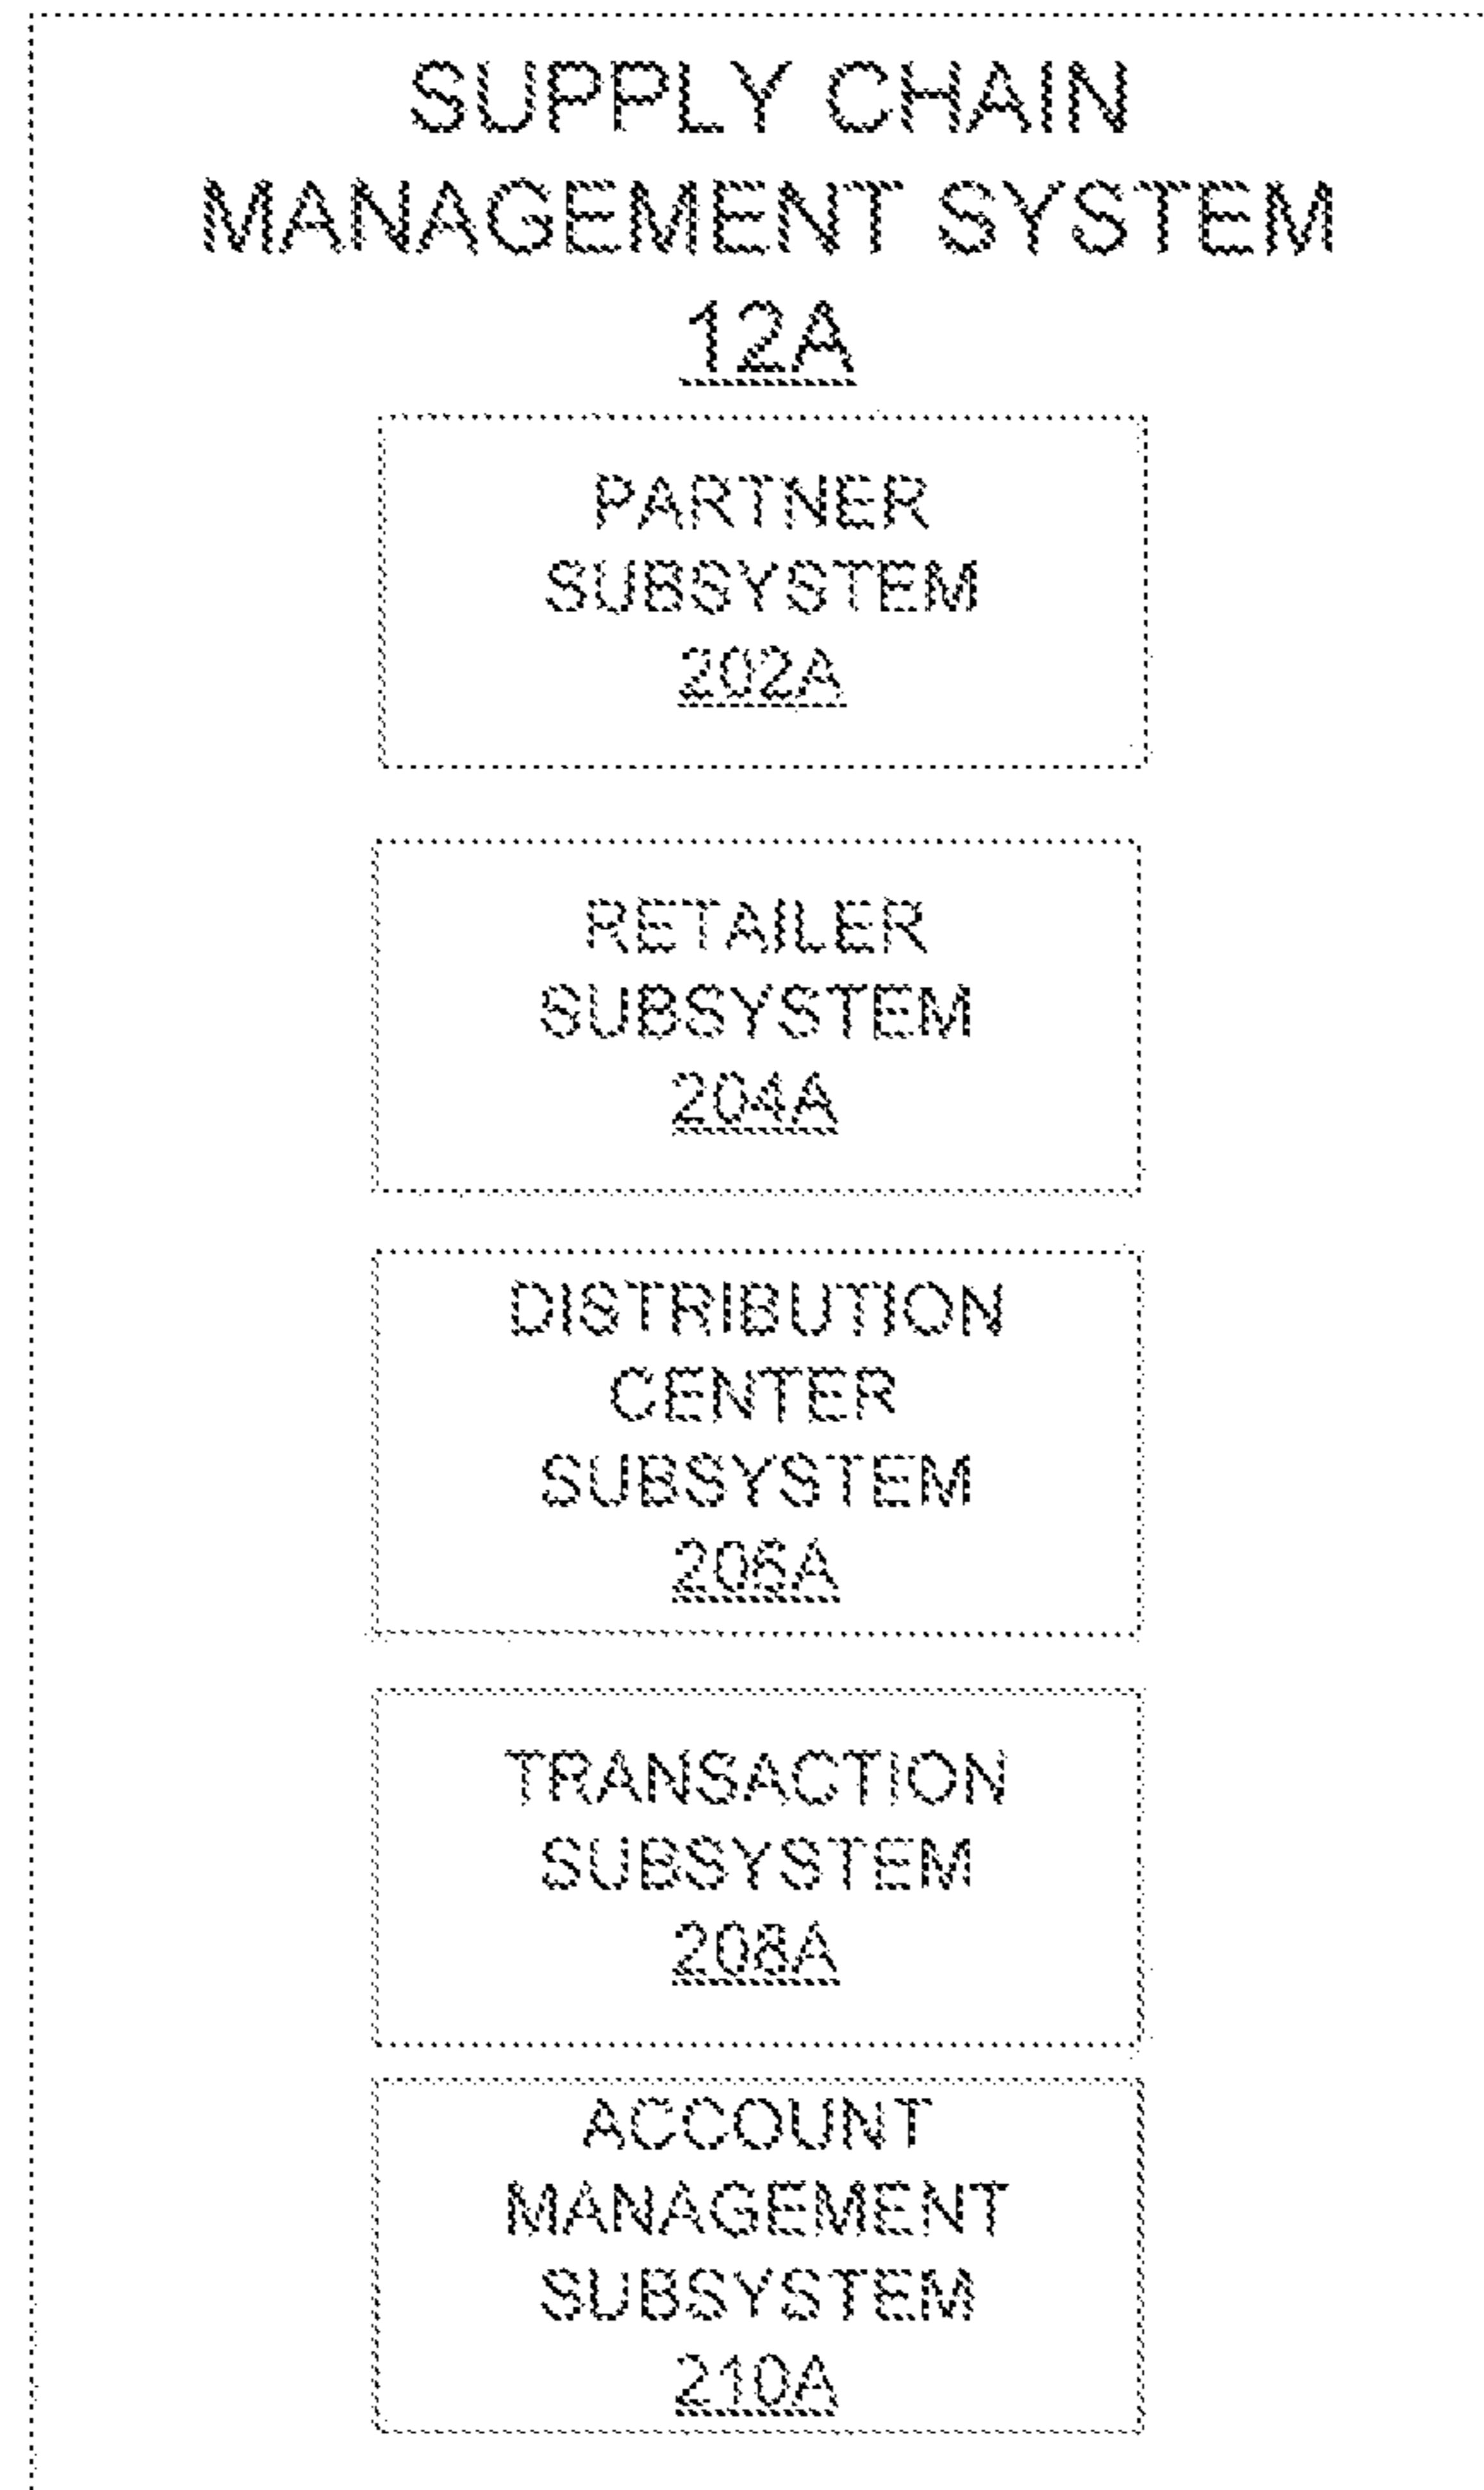 SUPPLY CHAIN
MANAGEMENT SYSTEM
12A
PARTNER
SUBSYSTEM
202A
RETAILER
SUBSYSTEM
204A
DISTRIBUTION
CENTER
SUBSYSTEM
206A
TRANSACTION
SUBSYSTEM
208A
ACCOUNT
MANAGEMENT
SUBSYSTEM
210A